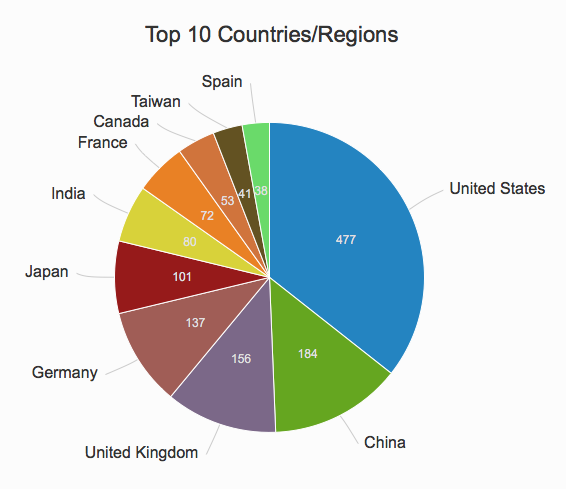 Top 10 Countries/Regions
Spain
Taiwan
Canada
France
India
Japan
Germany
United Kingdom
China
United States
477
184
156
137
101
80
72
53
41
38